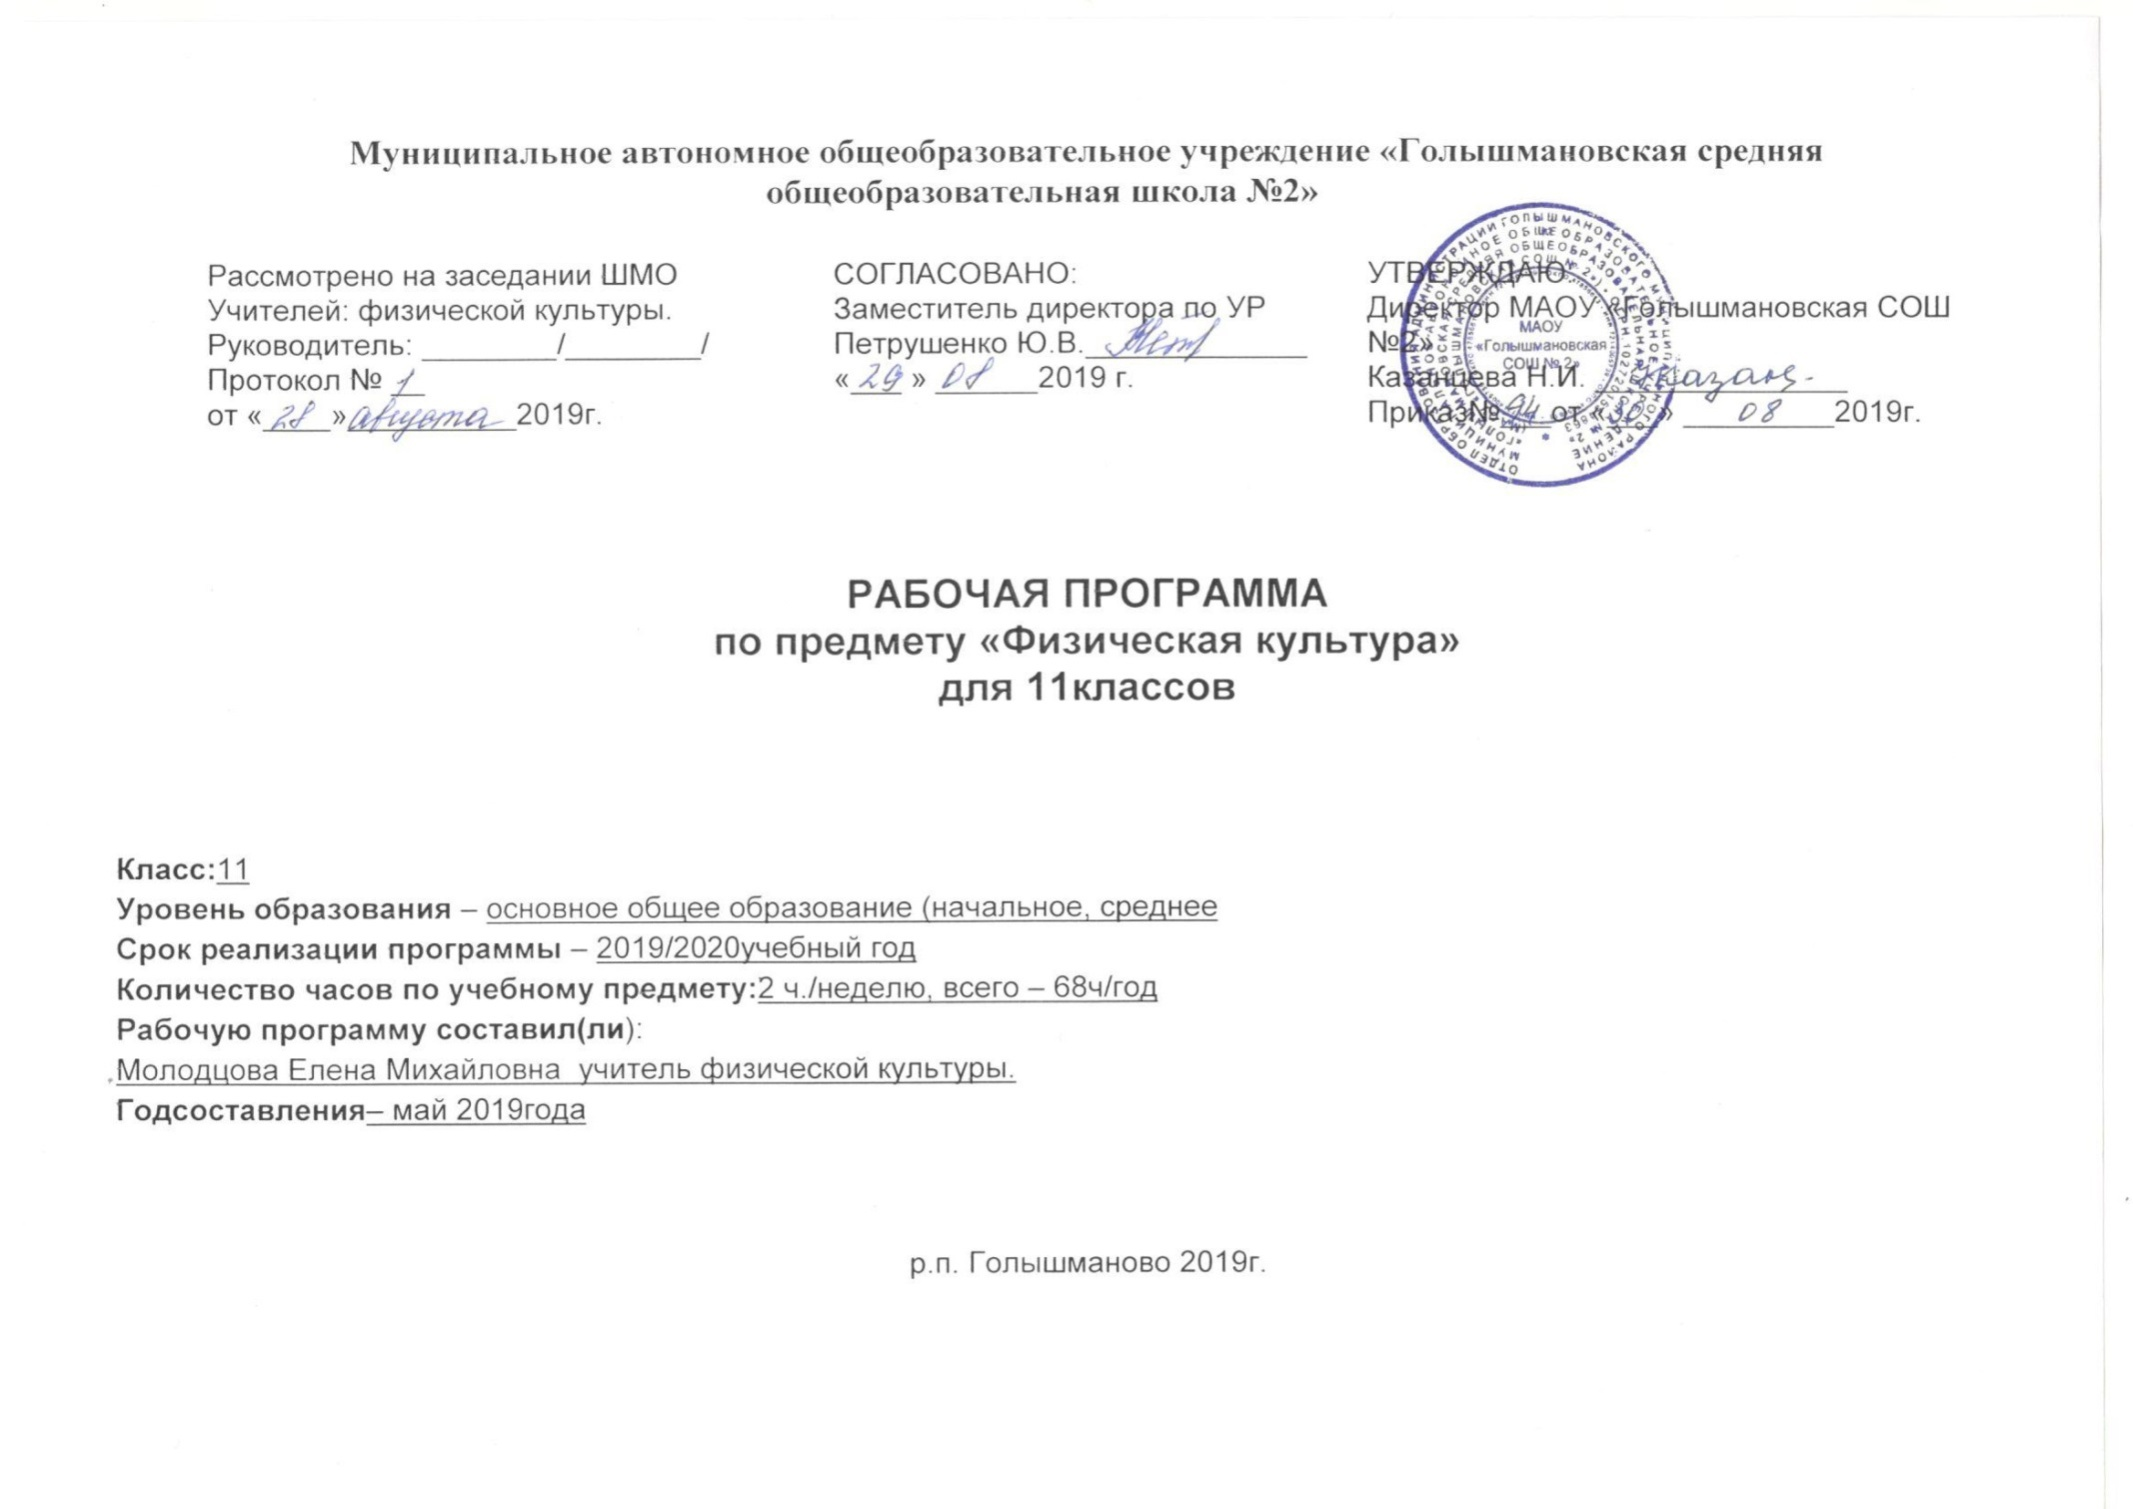 Муниципальное автономное общеобразовательное учреждение «Голышмановская средняя
общеобразовательная школа №2»
Рассмотрено на заседании ШМО
Учителей: физической культуры.
Руководитель: ________/________/
Протокол № 1
от «28»августа 2019г.
СОГЛАСОВАНО:
Заместитель директора по УР
Петрушенко Ю.В.
«29» 08 2019 г.
УТВЕРЖДАЮ
Директор МАОУ «Голышмановская СОШ
№2»
Казанцева Н.И.
Приказ№ 94 от « » 08 2019г.
МАОУ
«Голышмановская
СОШ № 2»
РАБОЧАЯ ПРОГРАММА
по предмету «Физическая культура»
для 11классов
Класс:11
Уровень образования – основное общее образование (начальное, среднее
Срок реализации программы – 2019/2020учебный год
Количество часов по учебному предмету:2 ч./неделю, всего – 68ч/год
Рабочую программу составил(ли):
Молодцова Елена Михайловна учитель физической культуры.
Годсоставления– май 2019года
р.п. Голышманово 2019г.